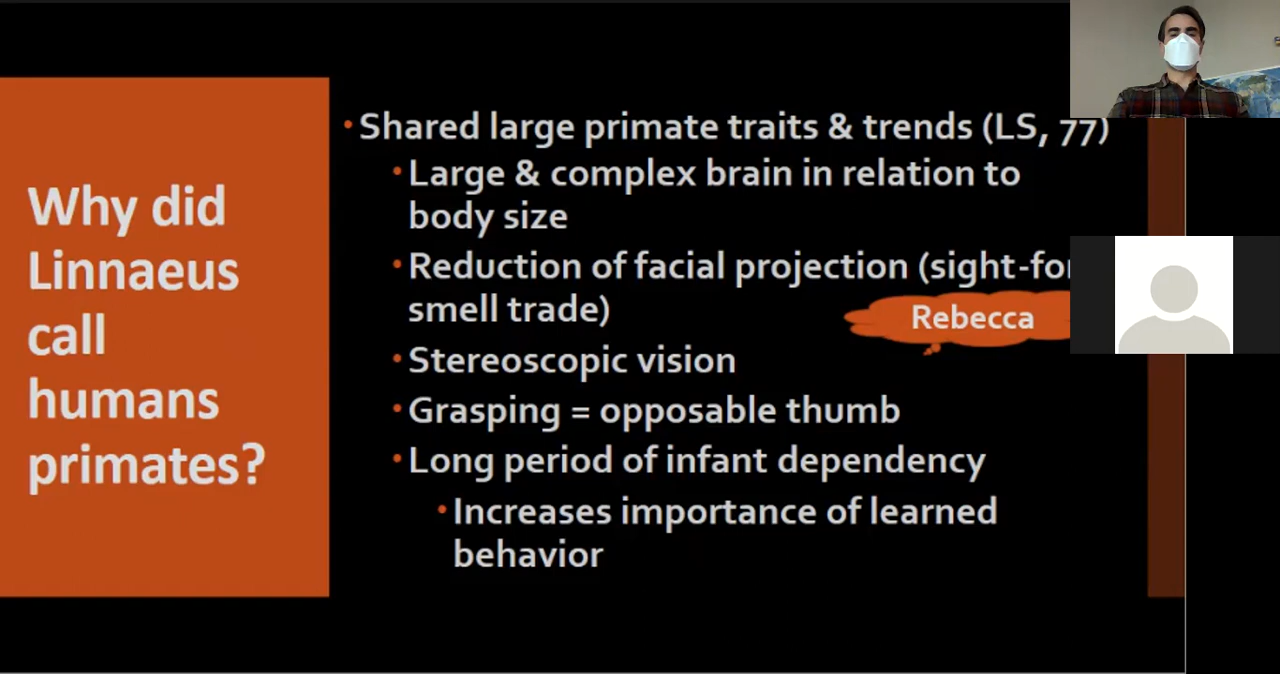 Why did
Linnaeus
call
humans
primates?
Shared large primate traits & trends (LS, 77)
Large & complex brain in relation to
body size
Reduction of facial projection (sight-for
smell trade)
Rebecca
Stereoscopic vision
Grasping = opposable thumb
Long period of infant dependency
Increases importance of learned
behavior